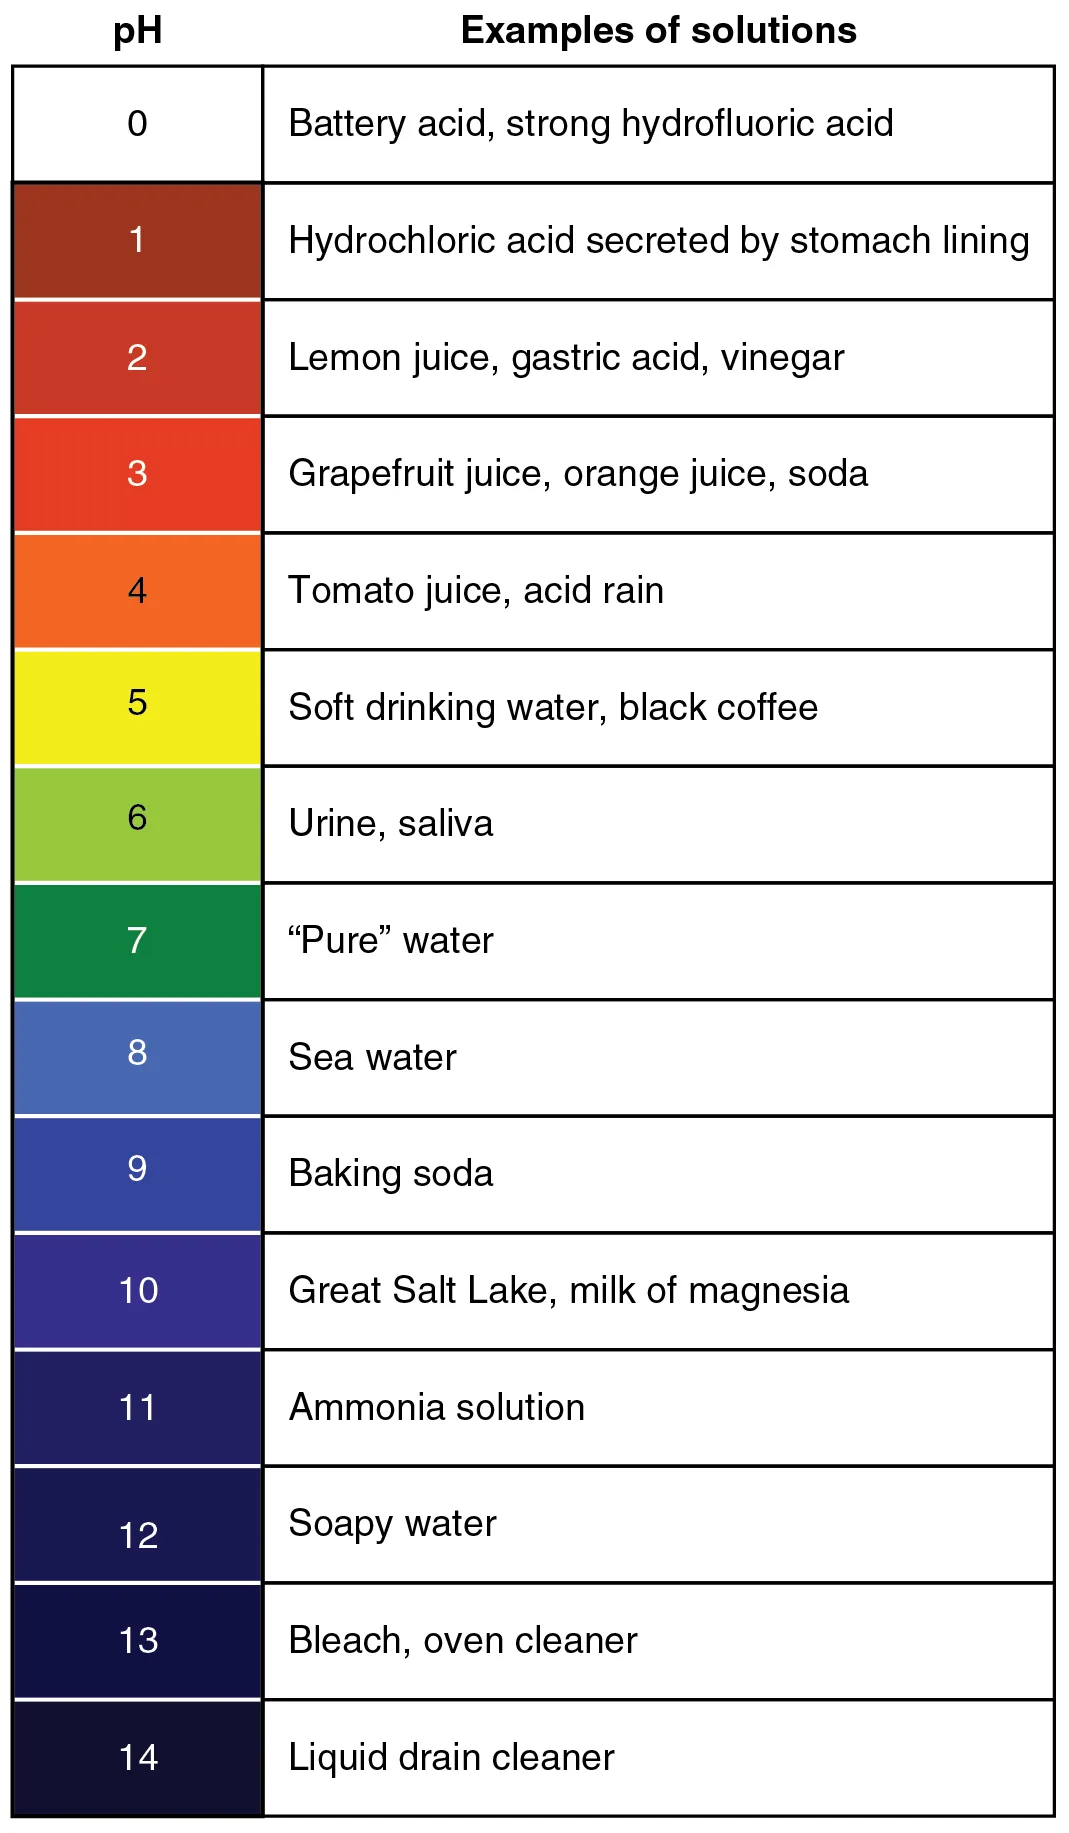 pH Examples of solutions
0 Battery acid, strong hydrofluoric acid
1 Hydrochloric acid secreted by stomach lining
2 Lemon juice, gastric acid, vinegar
3 Grapefruit juice, orange juice, soda
4 Tomato juice, acid rain
5 Soft drinking water, black coffee
6 Urine, saliva
7 “Pure” water
8 Sea water
9 Baking soda
10 Great Salt Lake, milk of magnesia
11 Ammonia solution
12 Soapy water
13 Bleach, oven cleaner
14 Liquid drain cleaner